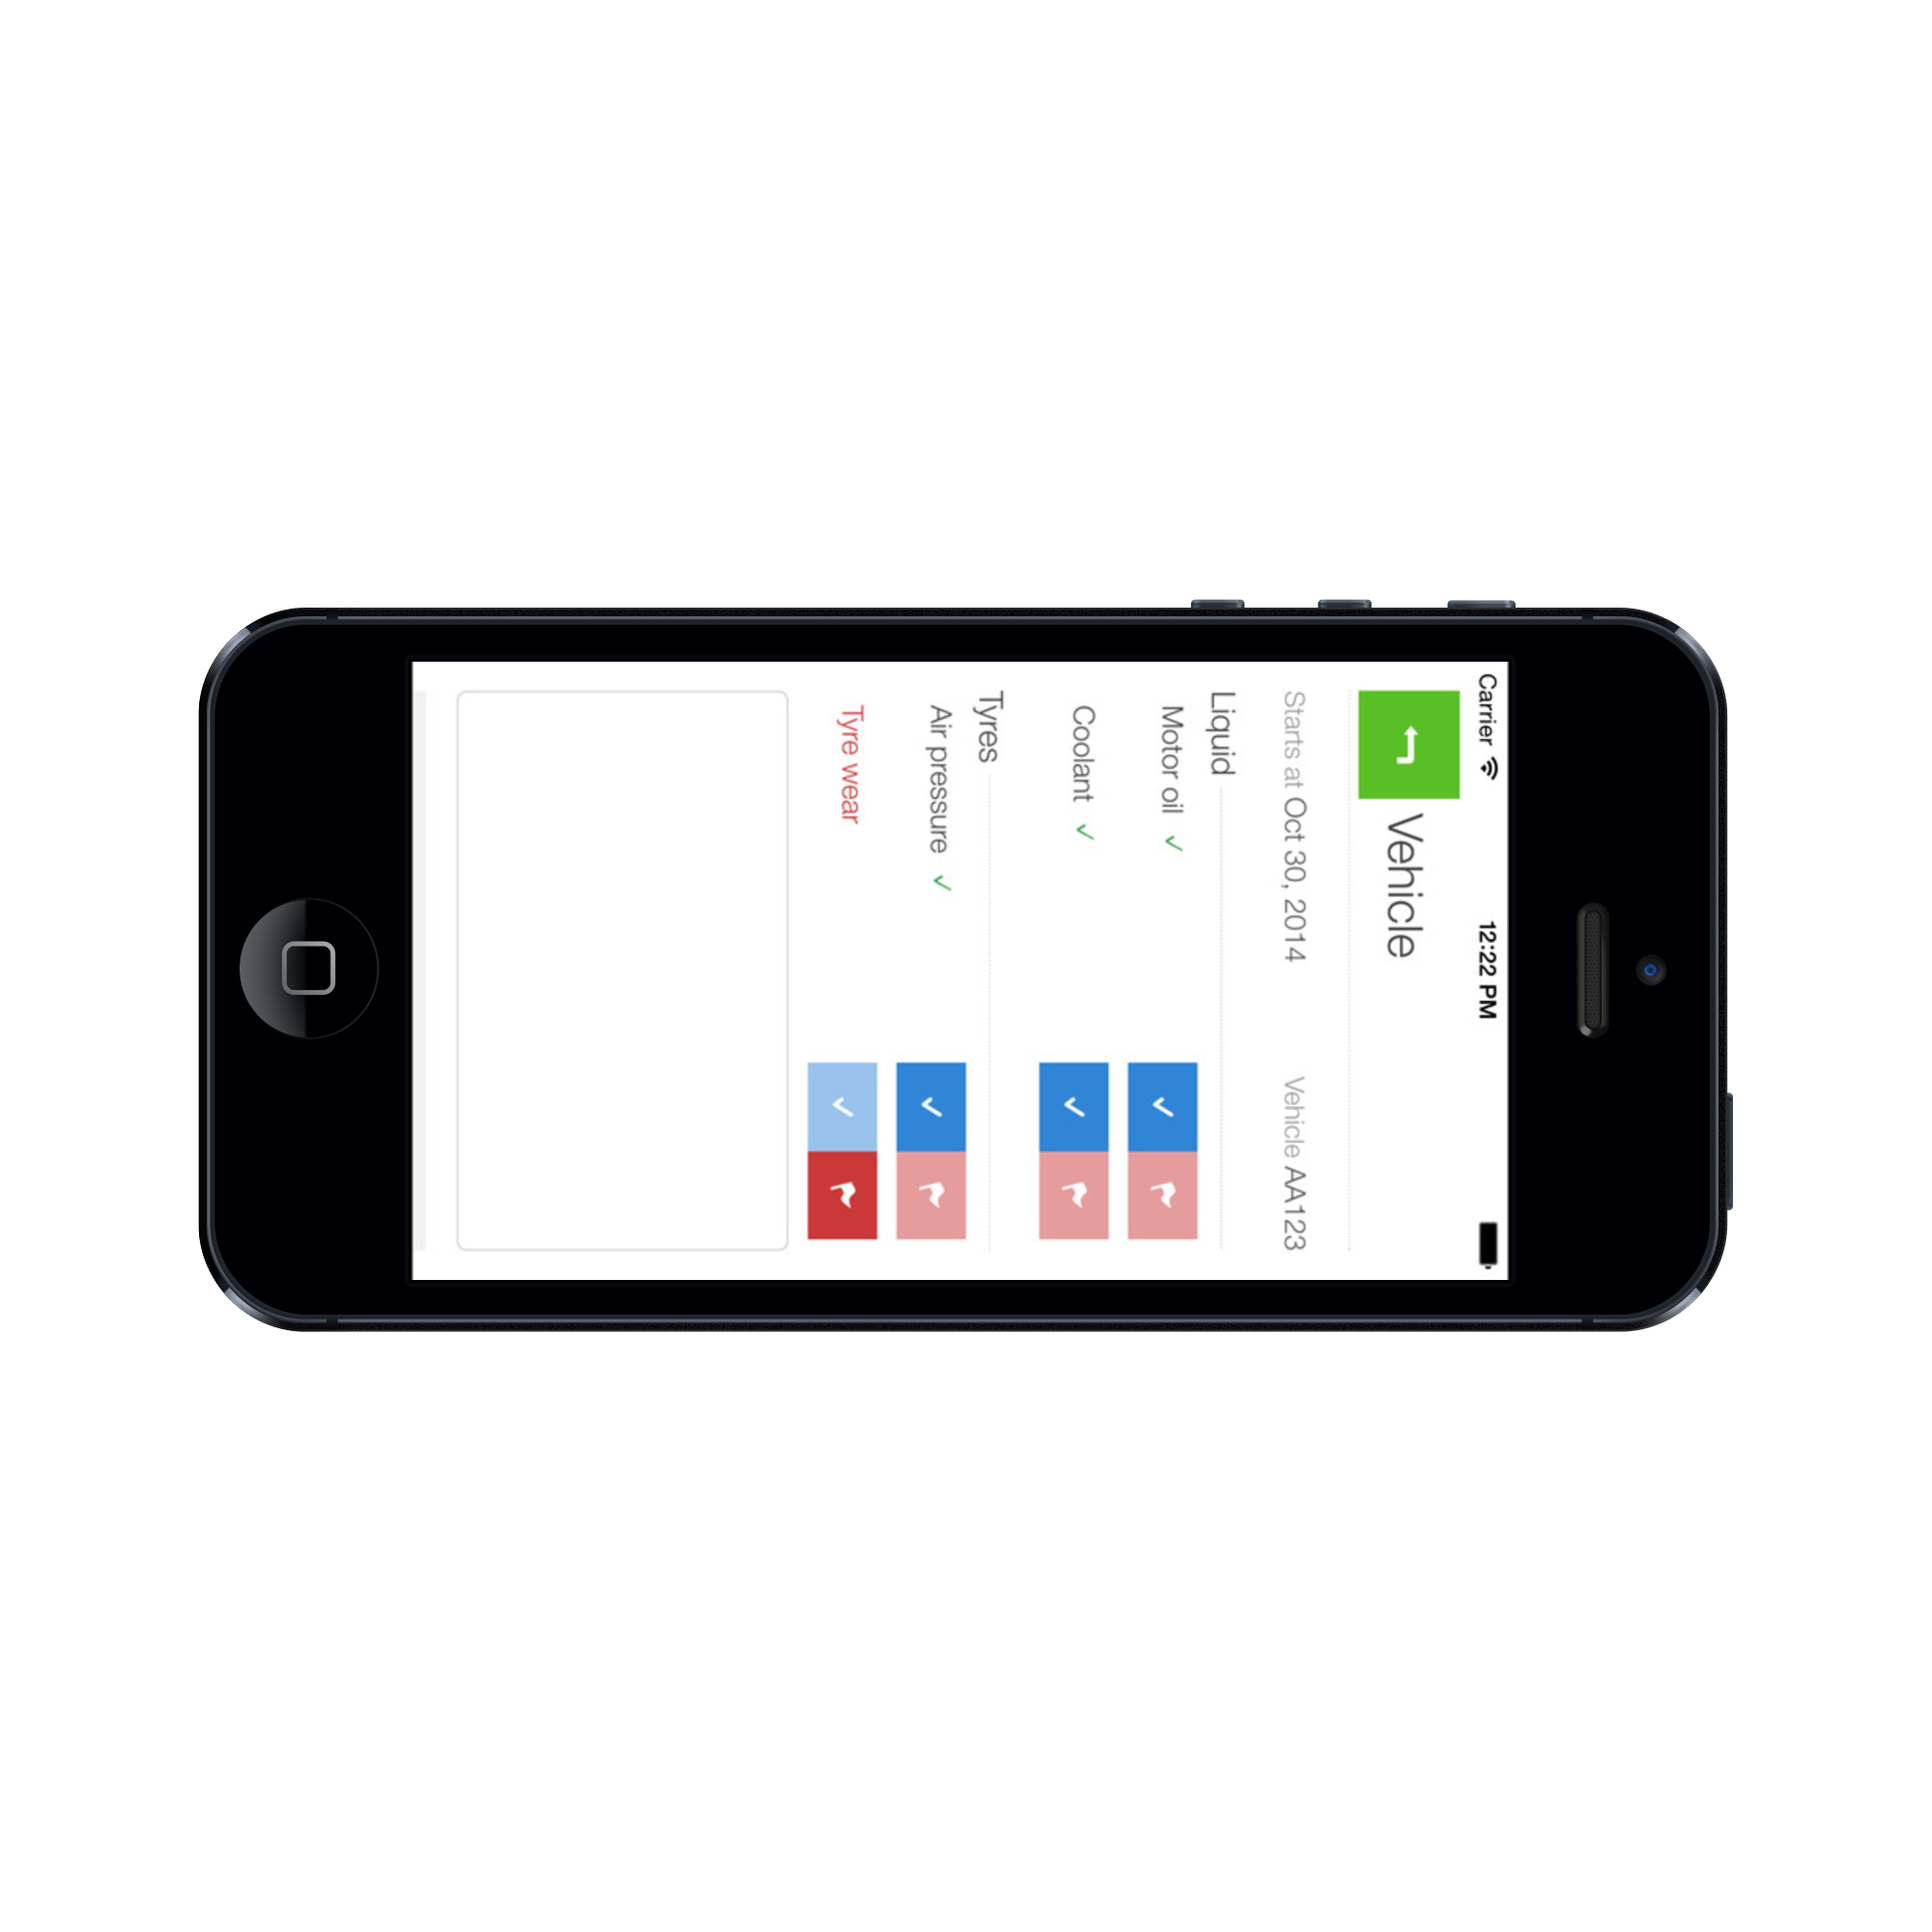 Carrier 12:22 PM
Vehicle
Starts at Oct 30, 2014 Vehicle AA123
Liquid
Motor oil
Coolant
Tyres
Air pressure
Tyre wear